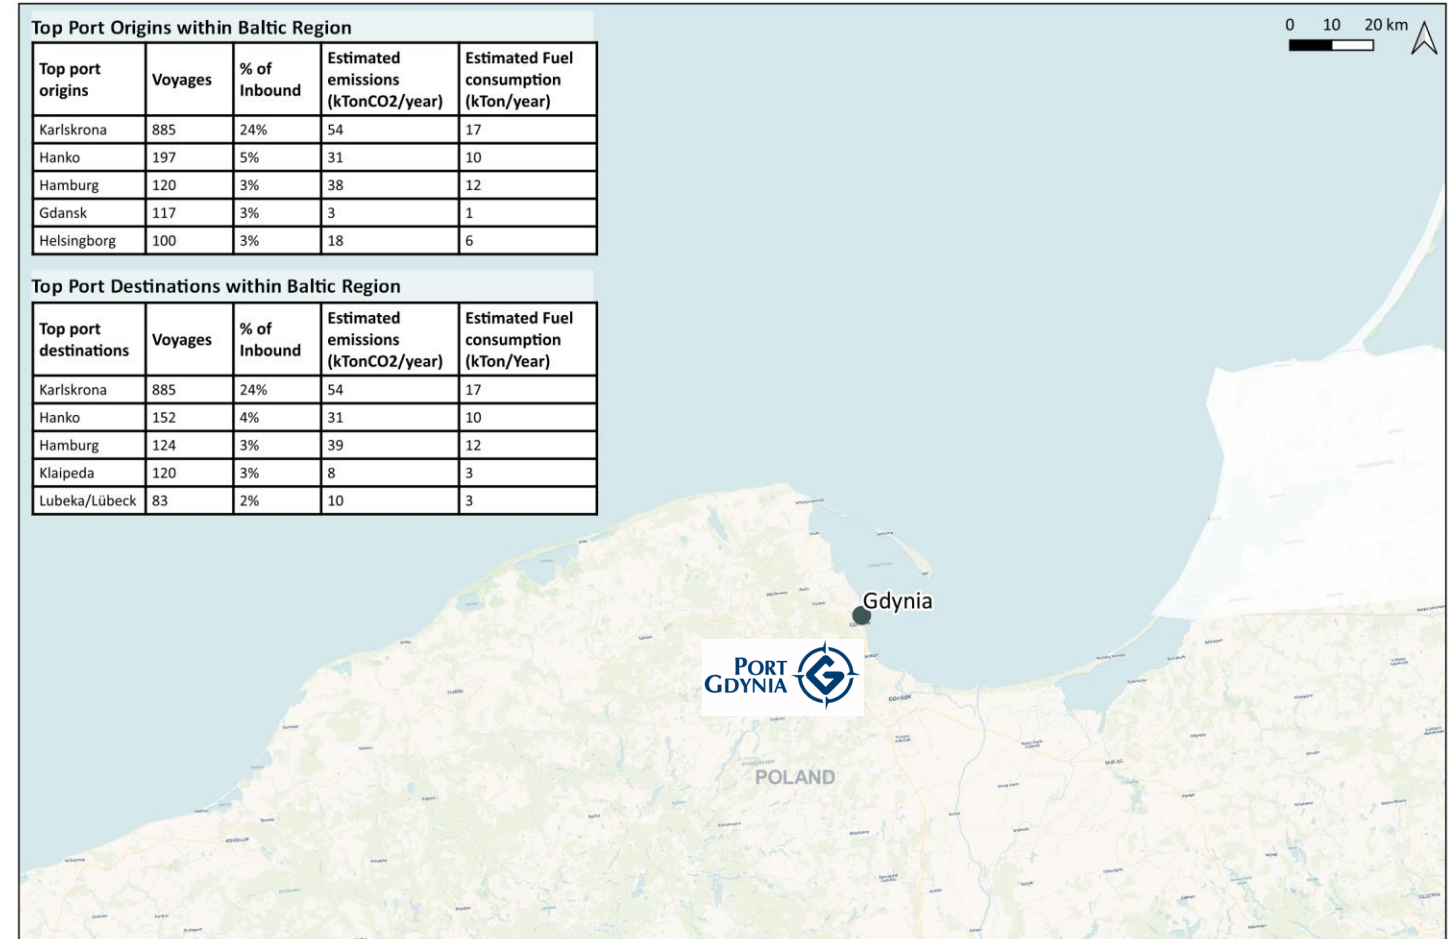 Top Port Origins within Baltic Region
0 10 20 km
Top port origins Voyages % of Inbound Estimated emissions (kTonCO2/year) Estimated Fuel consumption (kTon/year)
Karlskrona 885 24% 54 17
Hanko 197 5% 31 10
Hamburg 120 3% 38 12
Gdansk 117 3% 3 1
Helsingborg 100 3% 18 6
Top Port Destinations within Baltic Region
Top port destinations Voyages % of Inbound Estimated emissions (kTonCO2/year) Estimated Fuel consumption (kTon/Year)
Karlskrona 885 24% 54 17
Hanko 152 4% 31 10
Hamburg 124 3% 39 12
Klaipeda 120 3% 8 3
Lubeka/Lübeck 83 2% 10 3
Gdynia
PORT
GDYNIA
POLAND